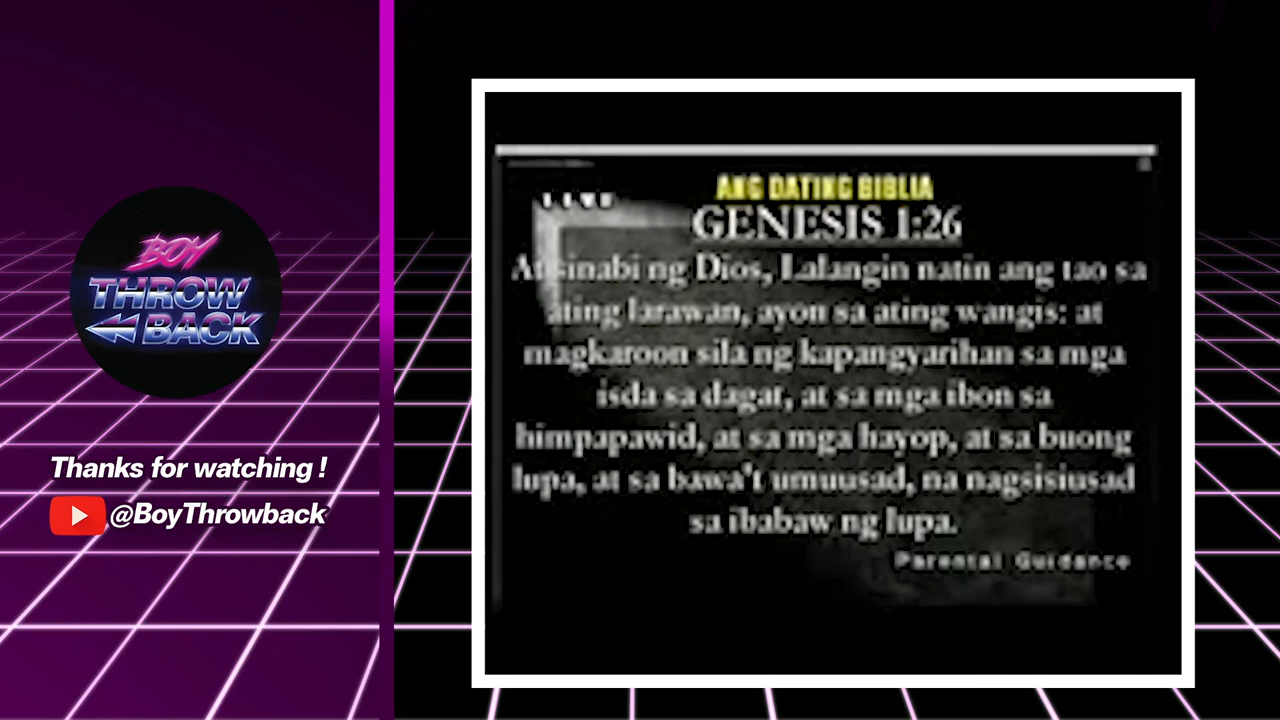 BOY
THROW
BACK
Thanks for watching !
@BoyThrowback
LIVE
ANG DATING BIBLIA
GENESIS 1:26
At sinabi ng Dios, Lalangin natin ang tao sa
ating larawan, ayon sa ating wangis: at
magkaroon sila ng kapangyarihan sa mga
isda sa dagat, at sa mga ibon sa
himpapawid, at sa mga hayop, at sa buong
lupa, at sa bawa't umuusad, na nagsisiusad
sa ibabaw ng lupa.
Parental Guidance